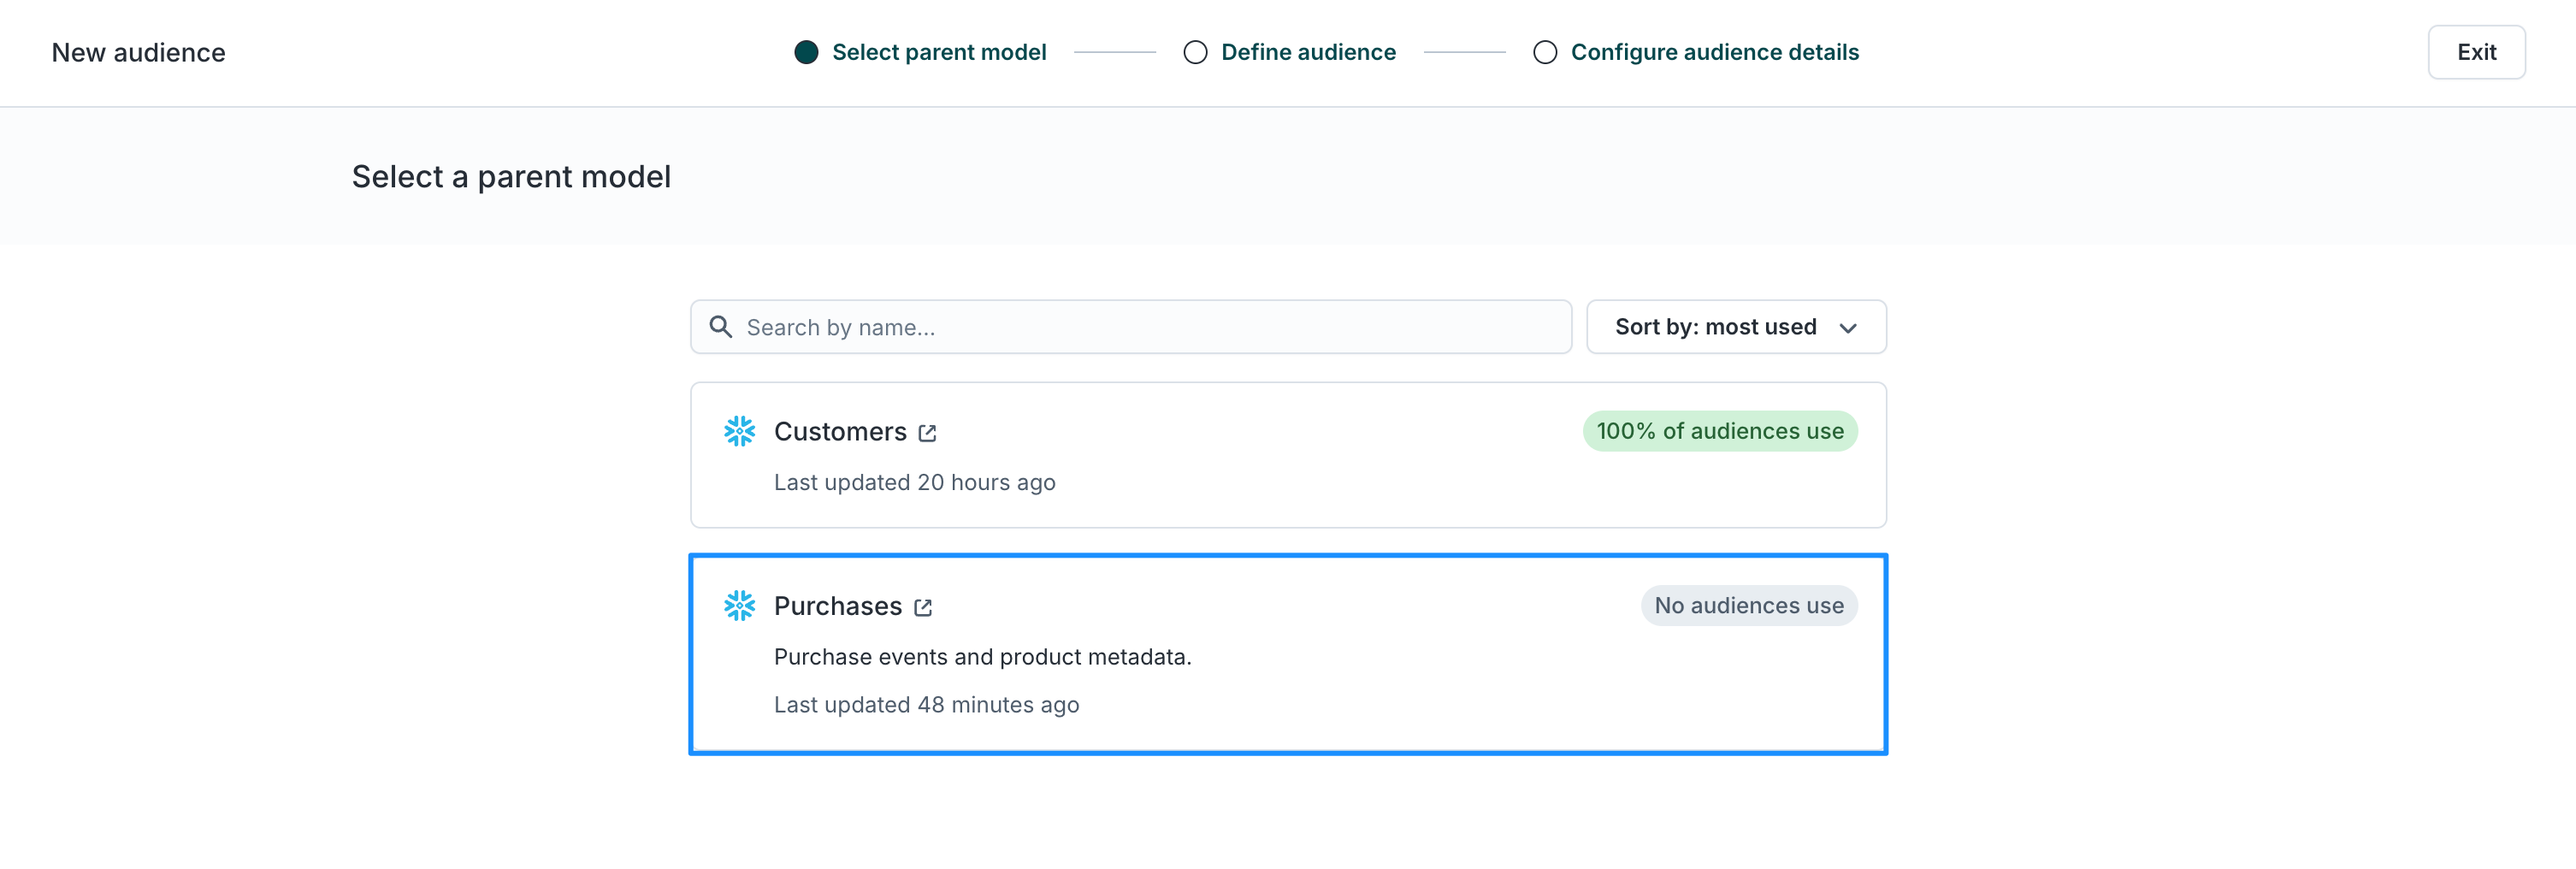 New audience
Select parent model
Define audience
Configure audience details
Exit
Select a parent model
Search by name...
Sort by: most used
Customers
100% of audiences use
Last updated 20 hours ago
Purchases
No audiences use
Purchase events and product metadata.
Last updated 48 minutes ago